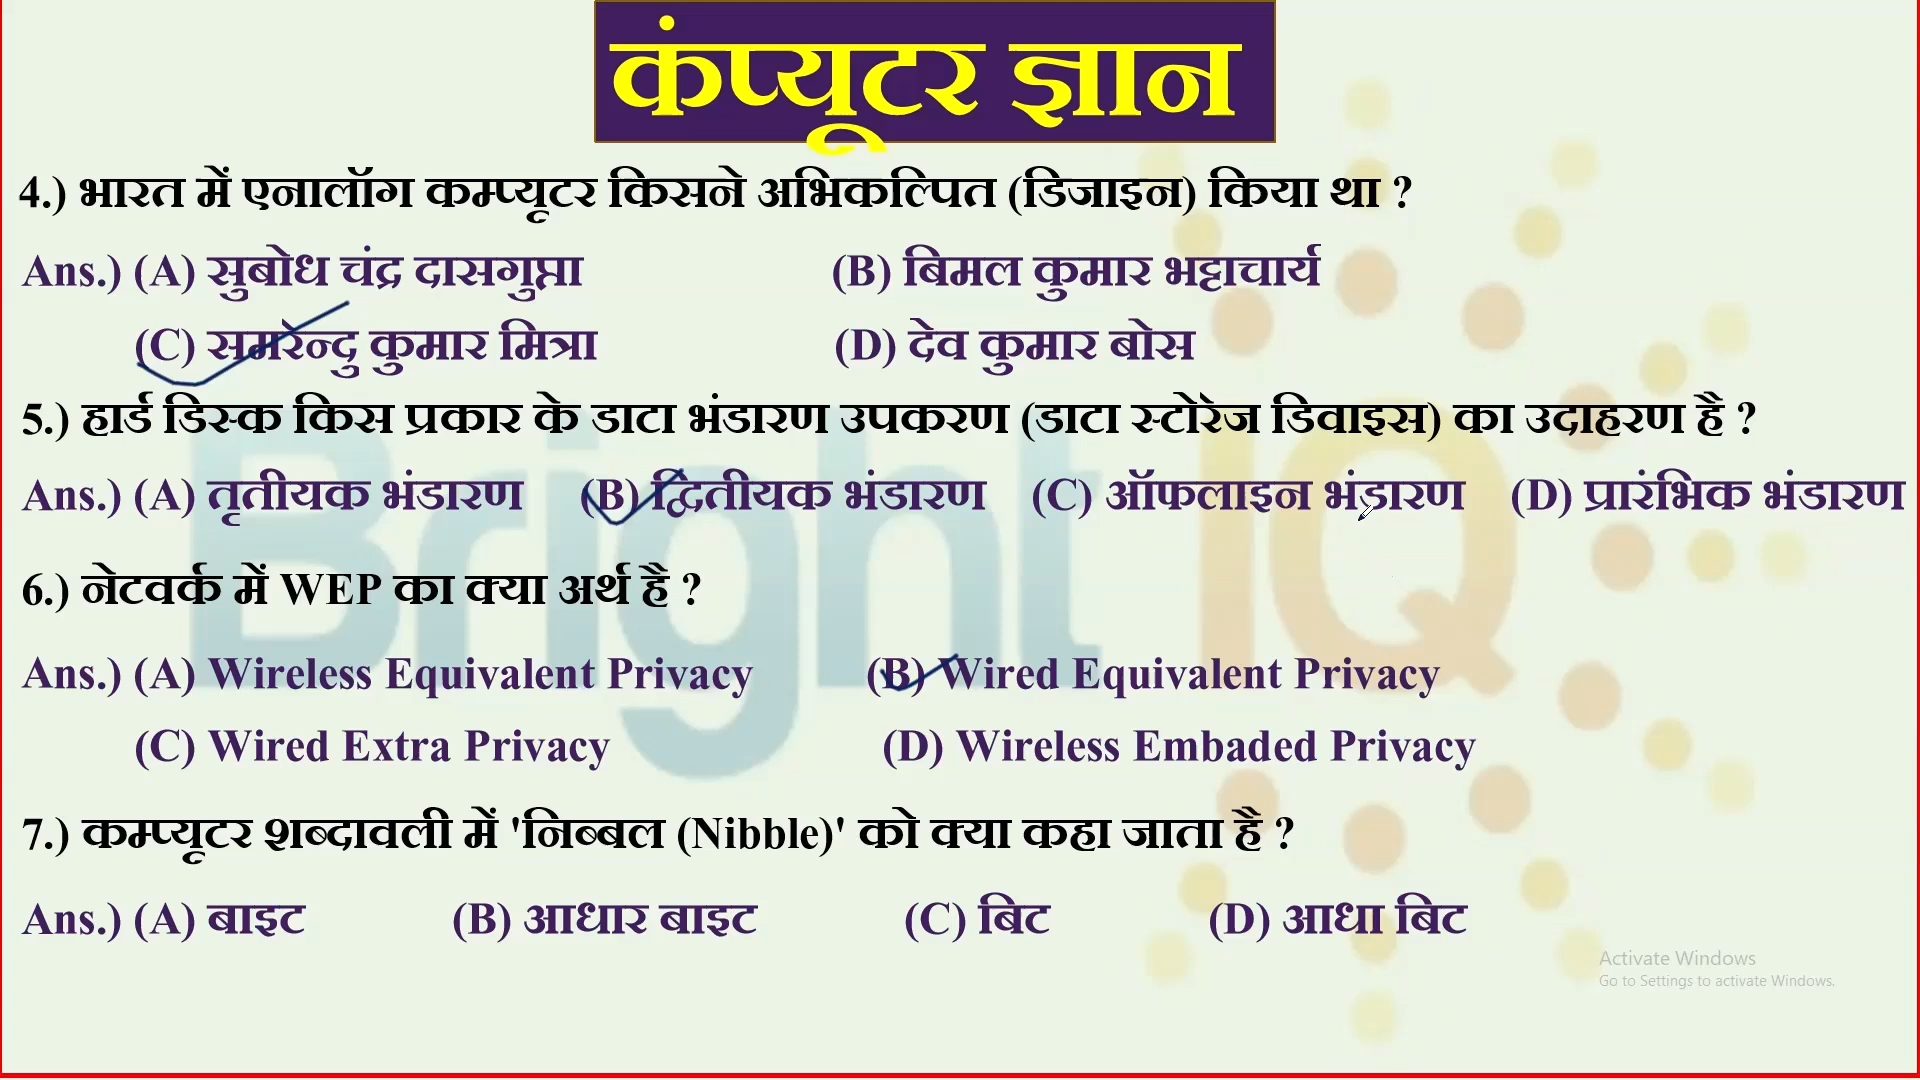 कंप्यूटर ज्ञान
4.) भारत में एनालॉग कम्प्यूटर किसने अभिकल्पित (डिजाइन) किया था ?
Ans.) (A) सुबोध चंद्र दासगुप्ता (B) बिमल कुमार भट्टाचार्य
(C) समरेन्दु कुमार मित्रा (D) देव कुमार बोस
5.) हार्ड डिस्क किस प्रकार के डाटा भंडारण उपकरण (डाटा स्टोरेज डिवाइस) का उदाहरण है ?
Ans.) (A) तृतीयक भंडारण (B) द्वितीयक भंडारण (C) ऑफलाइन भंडारण (D) प्रारंभिक भंडारण
6.) नेटवर्क में WEP का क्या अर्थ है ?
Ans.) (A) Wireless Equivalent Privacy (B) Wired Equivalent Privacy
(C) Wired Extra Privacy (D) Wireless Embaded Privacy
7.) कम्प्यूटर शब्दावली में 'निब्बल (Nibble)' को क्या कहा जाता है ?
Ans.) (A) बाइट (B) आधार बाइट (C) बिट (D) आधा बिट
Bright IQ
Activate Windows
Go to Settings to activate Windows.